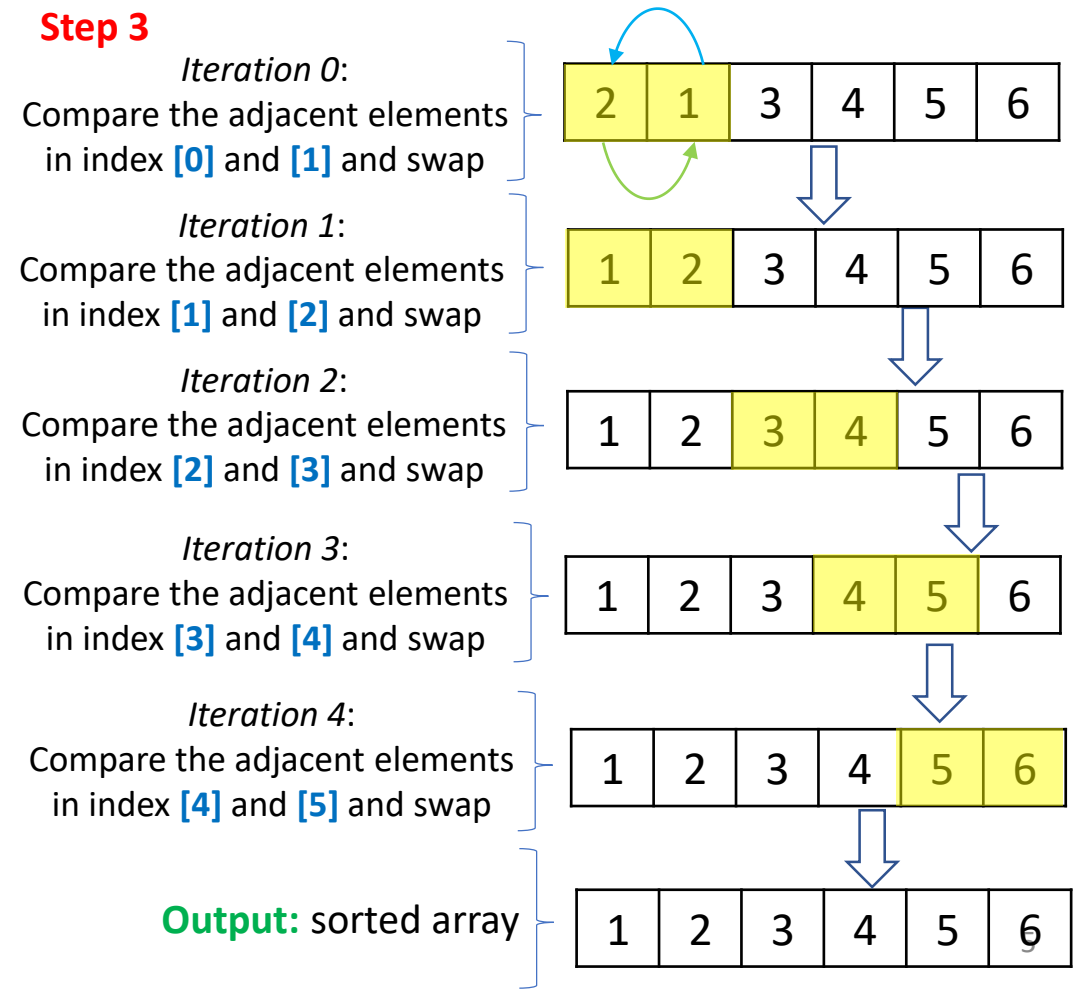 Step 3
Iteration 0:
Compare the adjacent elements
in index [0] and [1] and swap
2 1 3 4 5 6
Iteration 1:
Compare the adjacent elements
in index [1] and [2] and swap
1 2 3 4 5 6
Iteration 2:
Compare the adjacent elements
in index [2] and [3] and swap
1 2 3 4 5 6
Iteration 3:
Compare the adjacent elements
in index [3] and [4] and swap
1 2 3 4 5 6
Iteration 4:
Compare the adjacent elements
in index [4] and [5] and swap
1 2 3 4 5 6
Output: sorted array
1 2 3 4 5 6
5